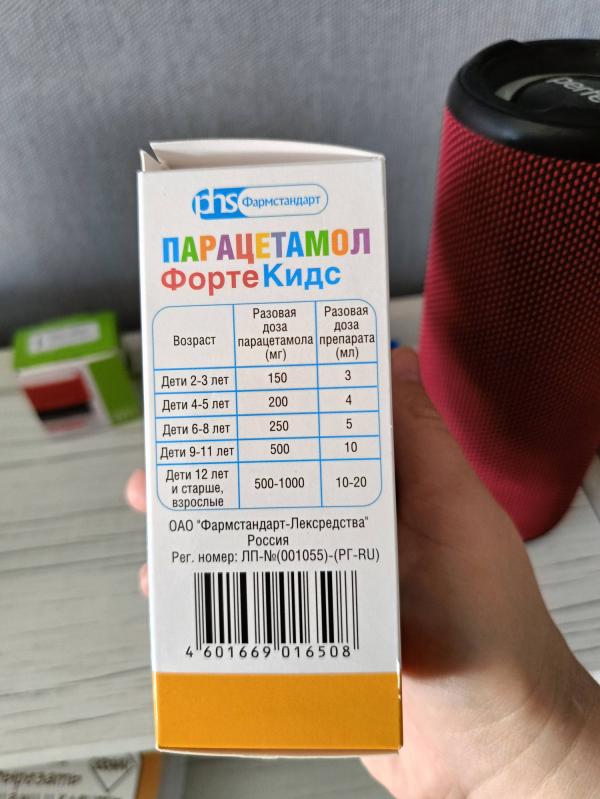 perfe
phs Фармстандарт
ПАРАЦЕТАМОЛ
Форте Кидс
Возраст
Разовая
доза
парацетамола
(мг)
Разовая
доза
препарата
(мл)
Дети 2-3 лет 150 3
Дети 4-5 лет 200 4
Дети 6-8 лет 250 5
Дети 9-11 лет 500 10
Дети 12 лет
и старше,
взрослые
500-1000 10-20
ОАО "Фармстандарт-Лексредства"
Россия
Рег. номер: ЛП-№(001055)-(РГ-RU)
4 601669 016508